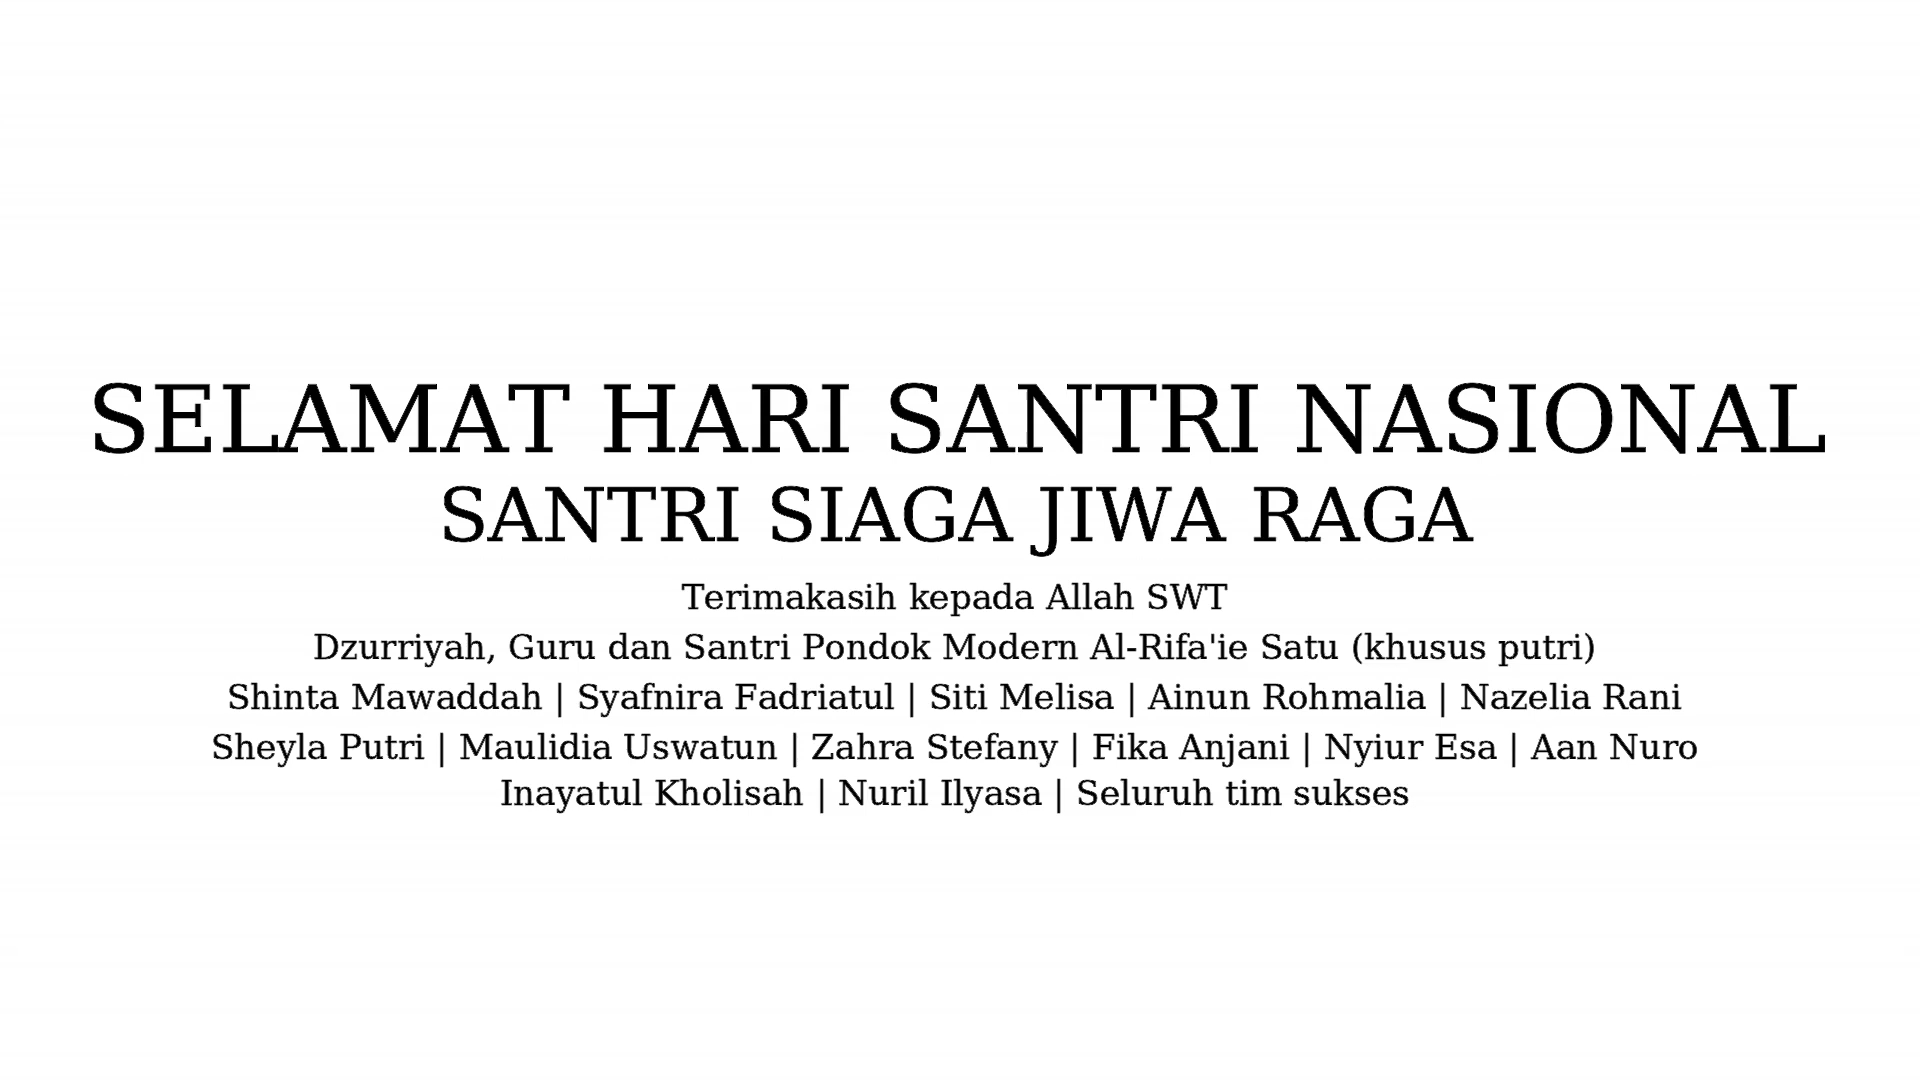 SELAMAT HARI SANTRI NASIONAL
SANTRI SIAGA JIWA RAGA
Terimakasih kepada Allah SWT
Dzurriyah, Guru dan Santri Pondok Modern Al-Rifa'ie Satu (khusus putri)
Shinta Mawaddah | Syafnira Fadriatul | Siti Melisa | Ainun Rohmalia | Nazelia Rani
Sheyla Putri | Maulidia Uswatun | Zahra Stefany | Fika Anjani | Nyiur Esa | Aan Nuro
Inayatul Kholisah | Nuril Ilyasa | Seluruh tim sukses